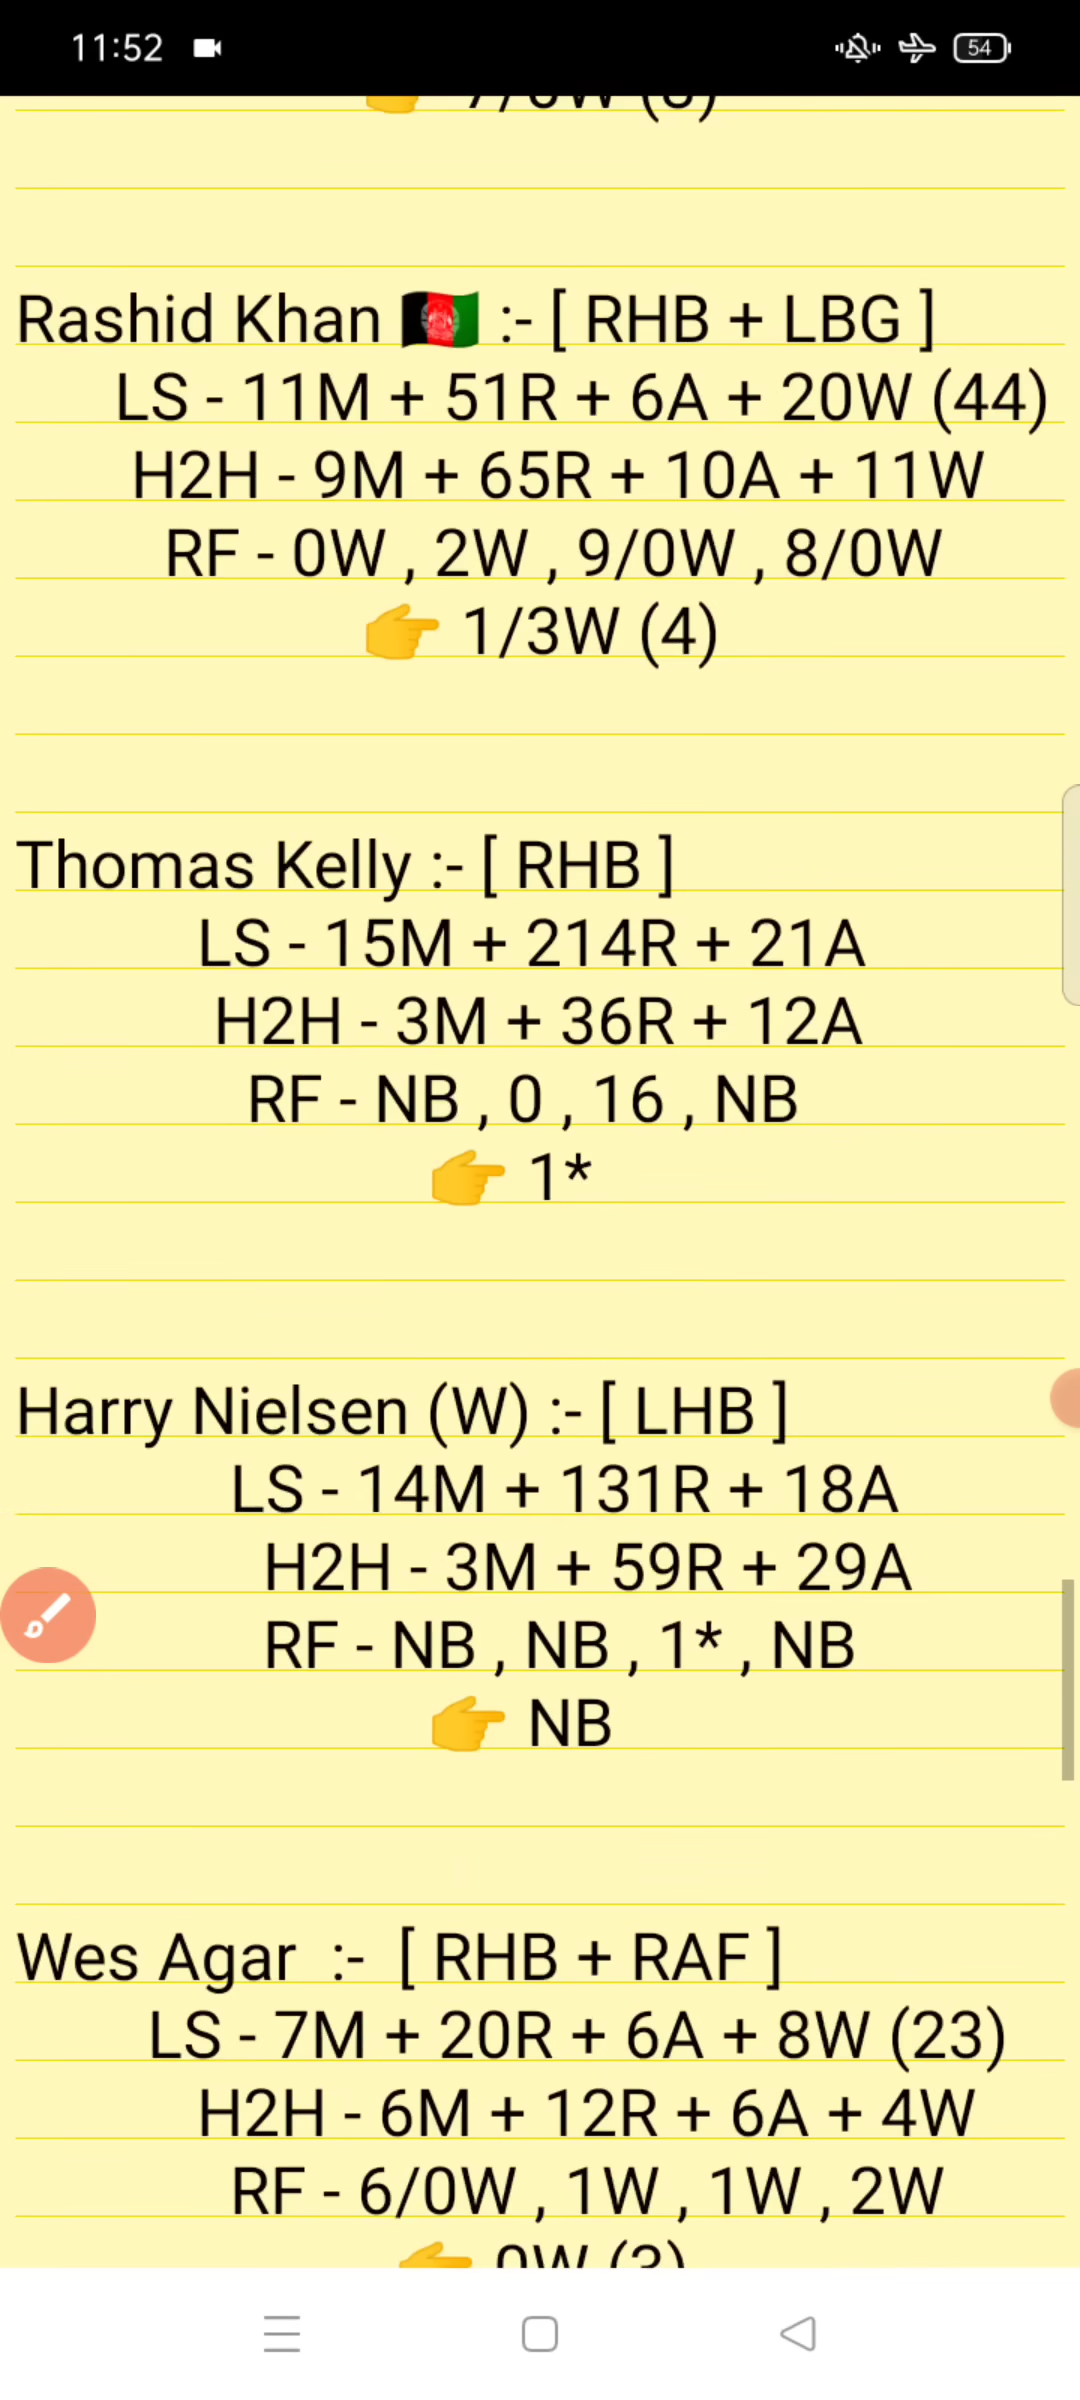 11:52 54
Rashid Khan 🇦🇫 :- [ RHB + LBG ]
LS - 11M + 51R + 6A + 20W (44)
H2H - 9M + 65R + 10A + 11W
RF - 0W , 2W , 9/0W , 8/0W
👉 1/3W (4)
Thomas Kelly :- [ RHB ]
LS - 15M + 214R + 21A
H2H - 3M + 36R + 12A
RF - NB , 0 , 16 , NB
👉 1*
Harry Nielsen (W) :- [ LHB ]
LS - 14M + 131R + 18A
H2H - 3M + 59R + 29A
RF - NB , NB , 1* , NB
👉 NB
Wes Agar :- [ RHB + RAF ]
LS - 7M + 20R + 6A + 8W (23)
H2H - 6M + 12R + 6A + 4W
RF - 6/0W , 1W , 1W , 2W